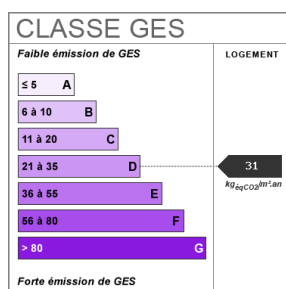 CLASSE GES
Faible émission de GES
LOGEMENT
≤ 5 A
6 à 10 B
11 à 20 C
21 à 35 D
31
kgéqCO2/m².an
36 à 55 E
56 à 80 F
> 80 G
Forte émission de GES